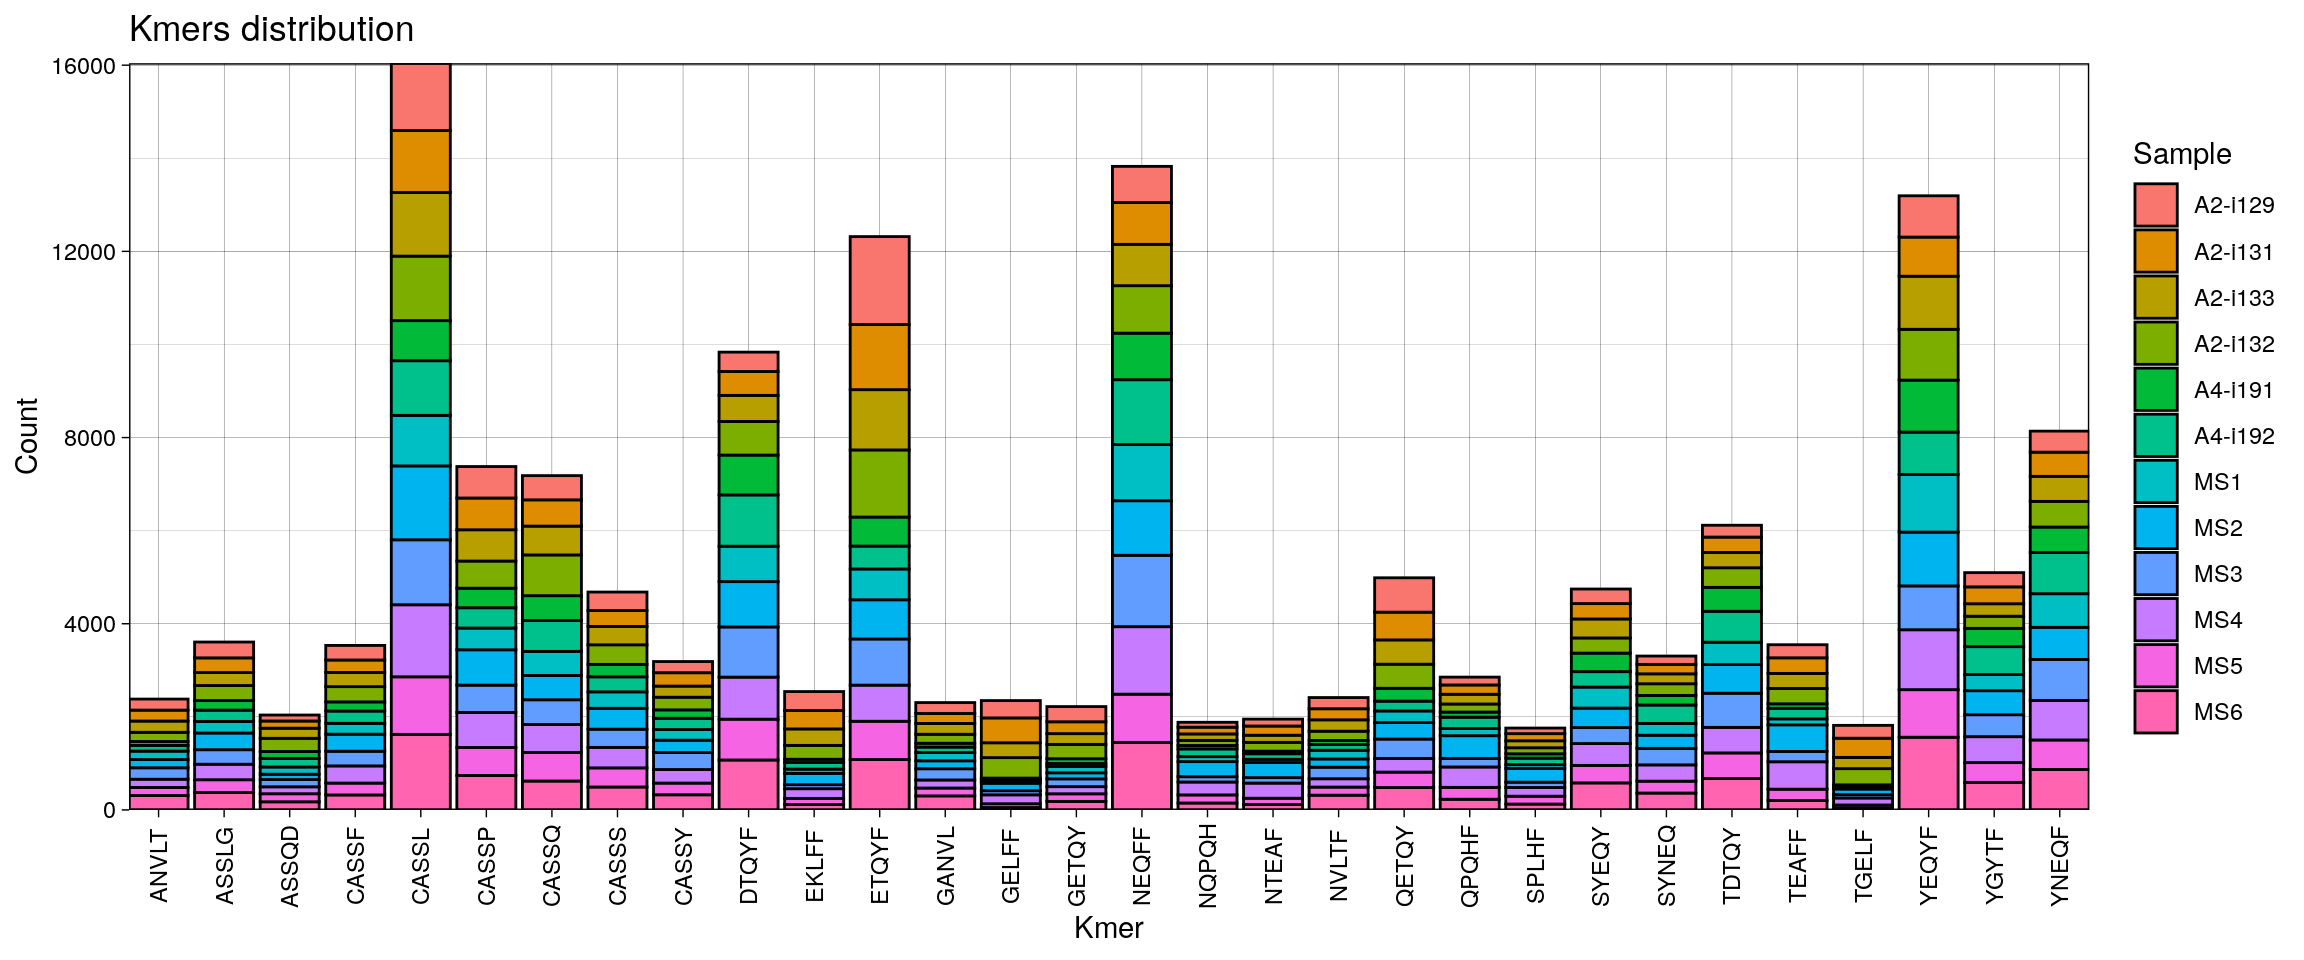 Kmers distribution
16000
12000
8000
4000
0
Count
ANVLT
ASSLG
ASSQD
CASSF
CASSL
CASSP
CASSQ
CASSS
CASSY
DTQYF
EKLFF
ETQYF
GANVL
GELFF
GETQY
NEQFF
NQPQH
NTEAF
NVLTF
QETQY
QPQHF
SPLHF
SYEQY
SYNEQ
TDTQY
TEAFF
TGELF
YEQYF
YGYTF
YNEQF
Kmer
Sample
A2-i129
A2-i131
A2-i133
A2-i132
A4-i191
A4-i192
MS1
MS2
MS3
MS4
MS5
MS6